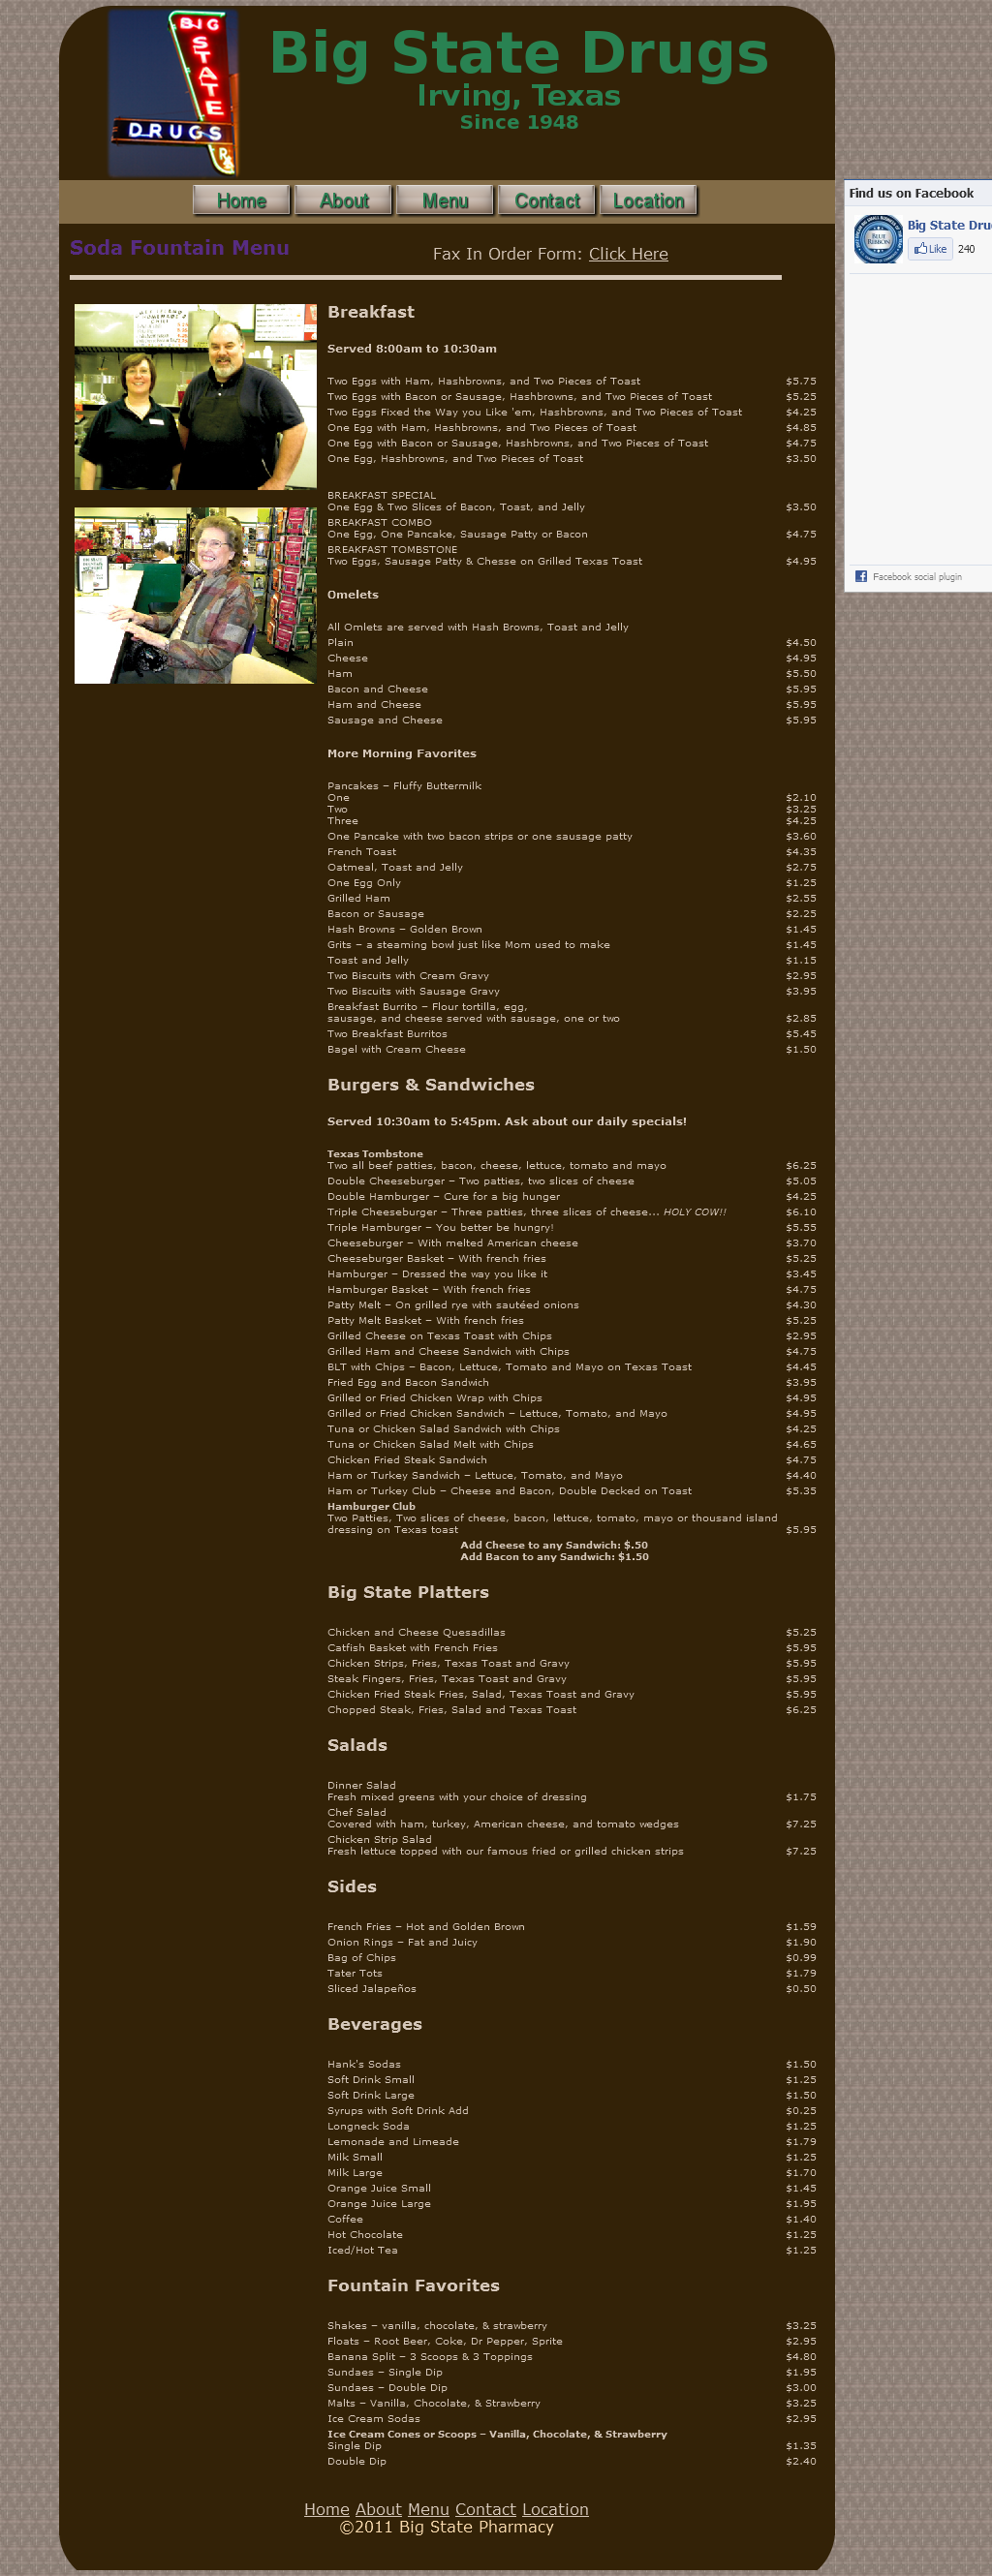 BIG
STATE
DRUGS
Big State Drugs
Irving, Texas
Since 1948
Home About Menu Contact Location
Find us on Facebook
Big State Dru
Like 240
BLUE
RIBBON
Facebook social plugin
Soda Fountain Menu
Fax In Order Form: Click Here
Breakfast
Served 8:00am to 10:30am
Two Eggs with Ham, Hashbrowns, and Two Pieces of Toast $5.75
Two Eggs with Bacon or Sausage, Hashbrowns, and Two Pieces of Toast $5.25
Two Eggs Fixed the Way you Like 'em, Hashbrowns, and Two Pieces of Toast $4.25
One Egg with Ham, Hashbrowns, and Two Pieces of Toast $4.85
One Egg with Bacon or Sausage, Hashbrowns, and Two Pieces of Toast $4.75
One Egg, Hashbrowns, and Two Pieces of Toast $3.50
BREAKFAST SPECIAL
One Egg & Two Slices of Bacon, Toast, and Jelly $3.50
BREAKFAST COMBO
One Egg, One Pancake, Sausage Patty or Bacon $4.75
BREAKFAST TOMBSTONE
Two Eggs, Sausage Patty & Chesse on Grilled Texas Toast $4.95
Omelets
All Omlets are served with Hash Browns, Toast and Jelly
Plain $4.50
Cheese $4.95
Ham $5.50
Bacon and Cheese $5.95
Ham and Cheese $5.95
Sausage and Cheese $5.95
More Morning Favorites
Pancakes – Fluffy Buttermilk
One $2.10
Two $3.25
Three $4.25
One Pancake with two bacon strips or one sausage patty $3.60
French Toast $4.35
Oatmeal, Toast and Jelly $2.75
One Egg Only $1.25
Grilled Ham $2.55
Bacon or Sausage $2.25
Hash Browns – Golden Brown $1.45
Grits – a steaming bowl just like Mom used to make $1.45
Toast and Jelly $1.15
Two Biscuits with Cream Gravy $2.95
Two Biscuits with Sausage Gravy $3.95
Breakfast Burrito – Flour tortilla, egg,
sausage, and cheese served with sausage, one or two $2.85
Two Breakfast Burritos $5.45
Bagel with Cream Cheese $1.50
Burgers & Sandwiches
Served 10:30am to 5:45pm. Ask about our daily specials!
Texas Tombstone
Two all beef patties, bacon, cheese, lettuce, tomato and mayo $6.25
Double Cheeseburger – Two patties, two slices of cheese $5.05
Double Hamburger – Cure for a big hunger $4.25
Triple Cheeseburger – Three patties, three slices of cheese... HOLY COW!! $6.10
Triple Hamburger – You better be hungry! $5.55
Cheeseburger – With melted American cheese $3.70
Cheeseburger Basket – With french fries $5.25
Hamburger – Dressed the way you like it $3.45
Hamburger Basket – With french fries $4.75
Patty Melt – On grilled rye with sautéed onions $4.30
Patty Melt Basket – With french fries $5.25
Grilled Cheese on Texas Toast with Chips $2.95
Grilled Ham and Cheese Sandwich with Chips $4.75
BLT with Chips – Bacon, Lettuce, Tomato and Mayo on Texas Toast $4.45
Fried Egg and Bacon Sandwich $3.95
Grilled or Fried Chicken Wrap with Chips $4.95
Grilled or Fried Chicken Sandwich – Lettuce, Tomato, and Mayo $4.95
Tuna or Chicken Salad Sandwich with Chips $4.25
Tuna or Chicken Salad Melt with Chips $4.65
Chicken Fried Steak Sandwich $4.75
Ham or Turkey Sandwich – Lettuce, Tomato, and Mayo $4.40
Ham or Turkey Club – Cheese and Bacon, Double Decked on Toast $5.35
Hamburger Club
Two Patties, Two slices of cheese, bacon, lettuce, tomato, mayo or thousand island
dressing on Texas toast $5.95
Add Cheese to any Sandwich: $.50
Add Bacon to any Sandwich: $1.50
Big State Platters
Chicken and Cheese Quesadillas $5.25
Catfish Basket with French Fries $5.95
Chicken Strips, Fries, Texas Toast and Gravy $5.95
Steak Fingers, Fries, Texas Toast and Gravy $5.95
Chicken Fried Steak Fries, Salad, Texas Toast and Gravy $5.95
Chopped Steak, Fries, Salad and Texas Toast $6.25
Salads
Dinner Salad
Fresh mixed greens with your choice of dressing $1.75
Chef Salad
Covered with ham, turkey, American cheese, and tomato wedges $7.25
Chicken Strip Salad
Fresh lettuce topped with our famous fried or grilled chicken strips $7.25
Sides
French Fries – Hot and Golden Brown $1.59
Onion Rings – Fat and Juicy $1.90
Bag of Chips $0.99
Tater Tots $1.79
Sliced Jalapeños $0.50
Beverages
Hank's Sodas $1.50
Soft Drink Small $1.25
Soft Drink Large $1.50
Syrups with Soft Drink Add $0.25
Longneck Soda $1.25
Lemonade and Limeade $1.79
Milk Small $1.25
Milk Large $1.70
Orange Juice Small $1.45
Orange Juice Large $1.95
Coffee $1.40
Hot Chocolate $1.25
Iced/Hot Tea $1.25
Fountain Favorites
Shakes – vanilla, chocolate, & strawberry $3.25
Floats – Root Beer, Coke, Dr Pepper, Sprite $2.95
Banana Split – 3 Scoops & 3 Toppings $4.80
Sundaes – Single Dip $1.95
Sundaes – Double Dip $3.00
Malts – Vanilla, Chocolate, & Strawberry $3.25
Ice Cream Sodas $2.95
Ice Cream Cones or Scoops – Vanilla, Chocolate, & Strawberry
Single Dip $1.35
Double Dip $2.40
Home About Menu Contact Location
©2011 Big State Pharmacy